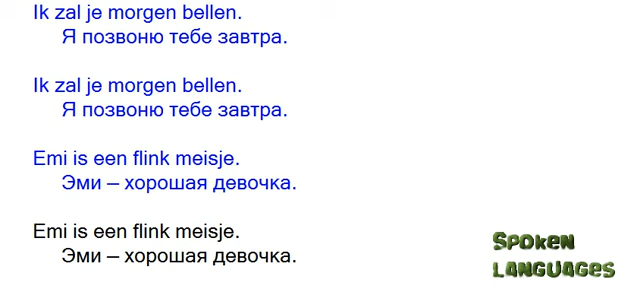 Ik zal je morgen bellen.
Я позвоню тебе завтра.
Ik zal je morgen bellen.
Я позвоню тебе завтра.
Emi is een flink meisje.
Эми – хорошая девочка.
Emi is een flink meisje.
Эми – хорошая девочка.
Spoken
Languages